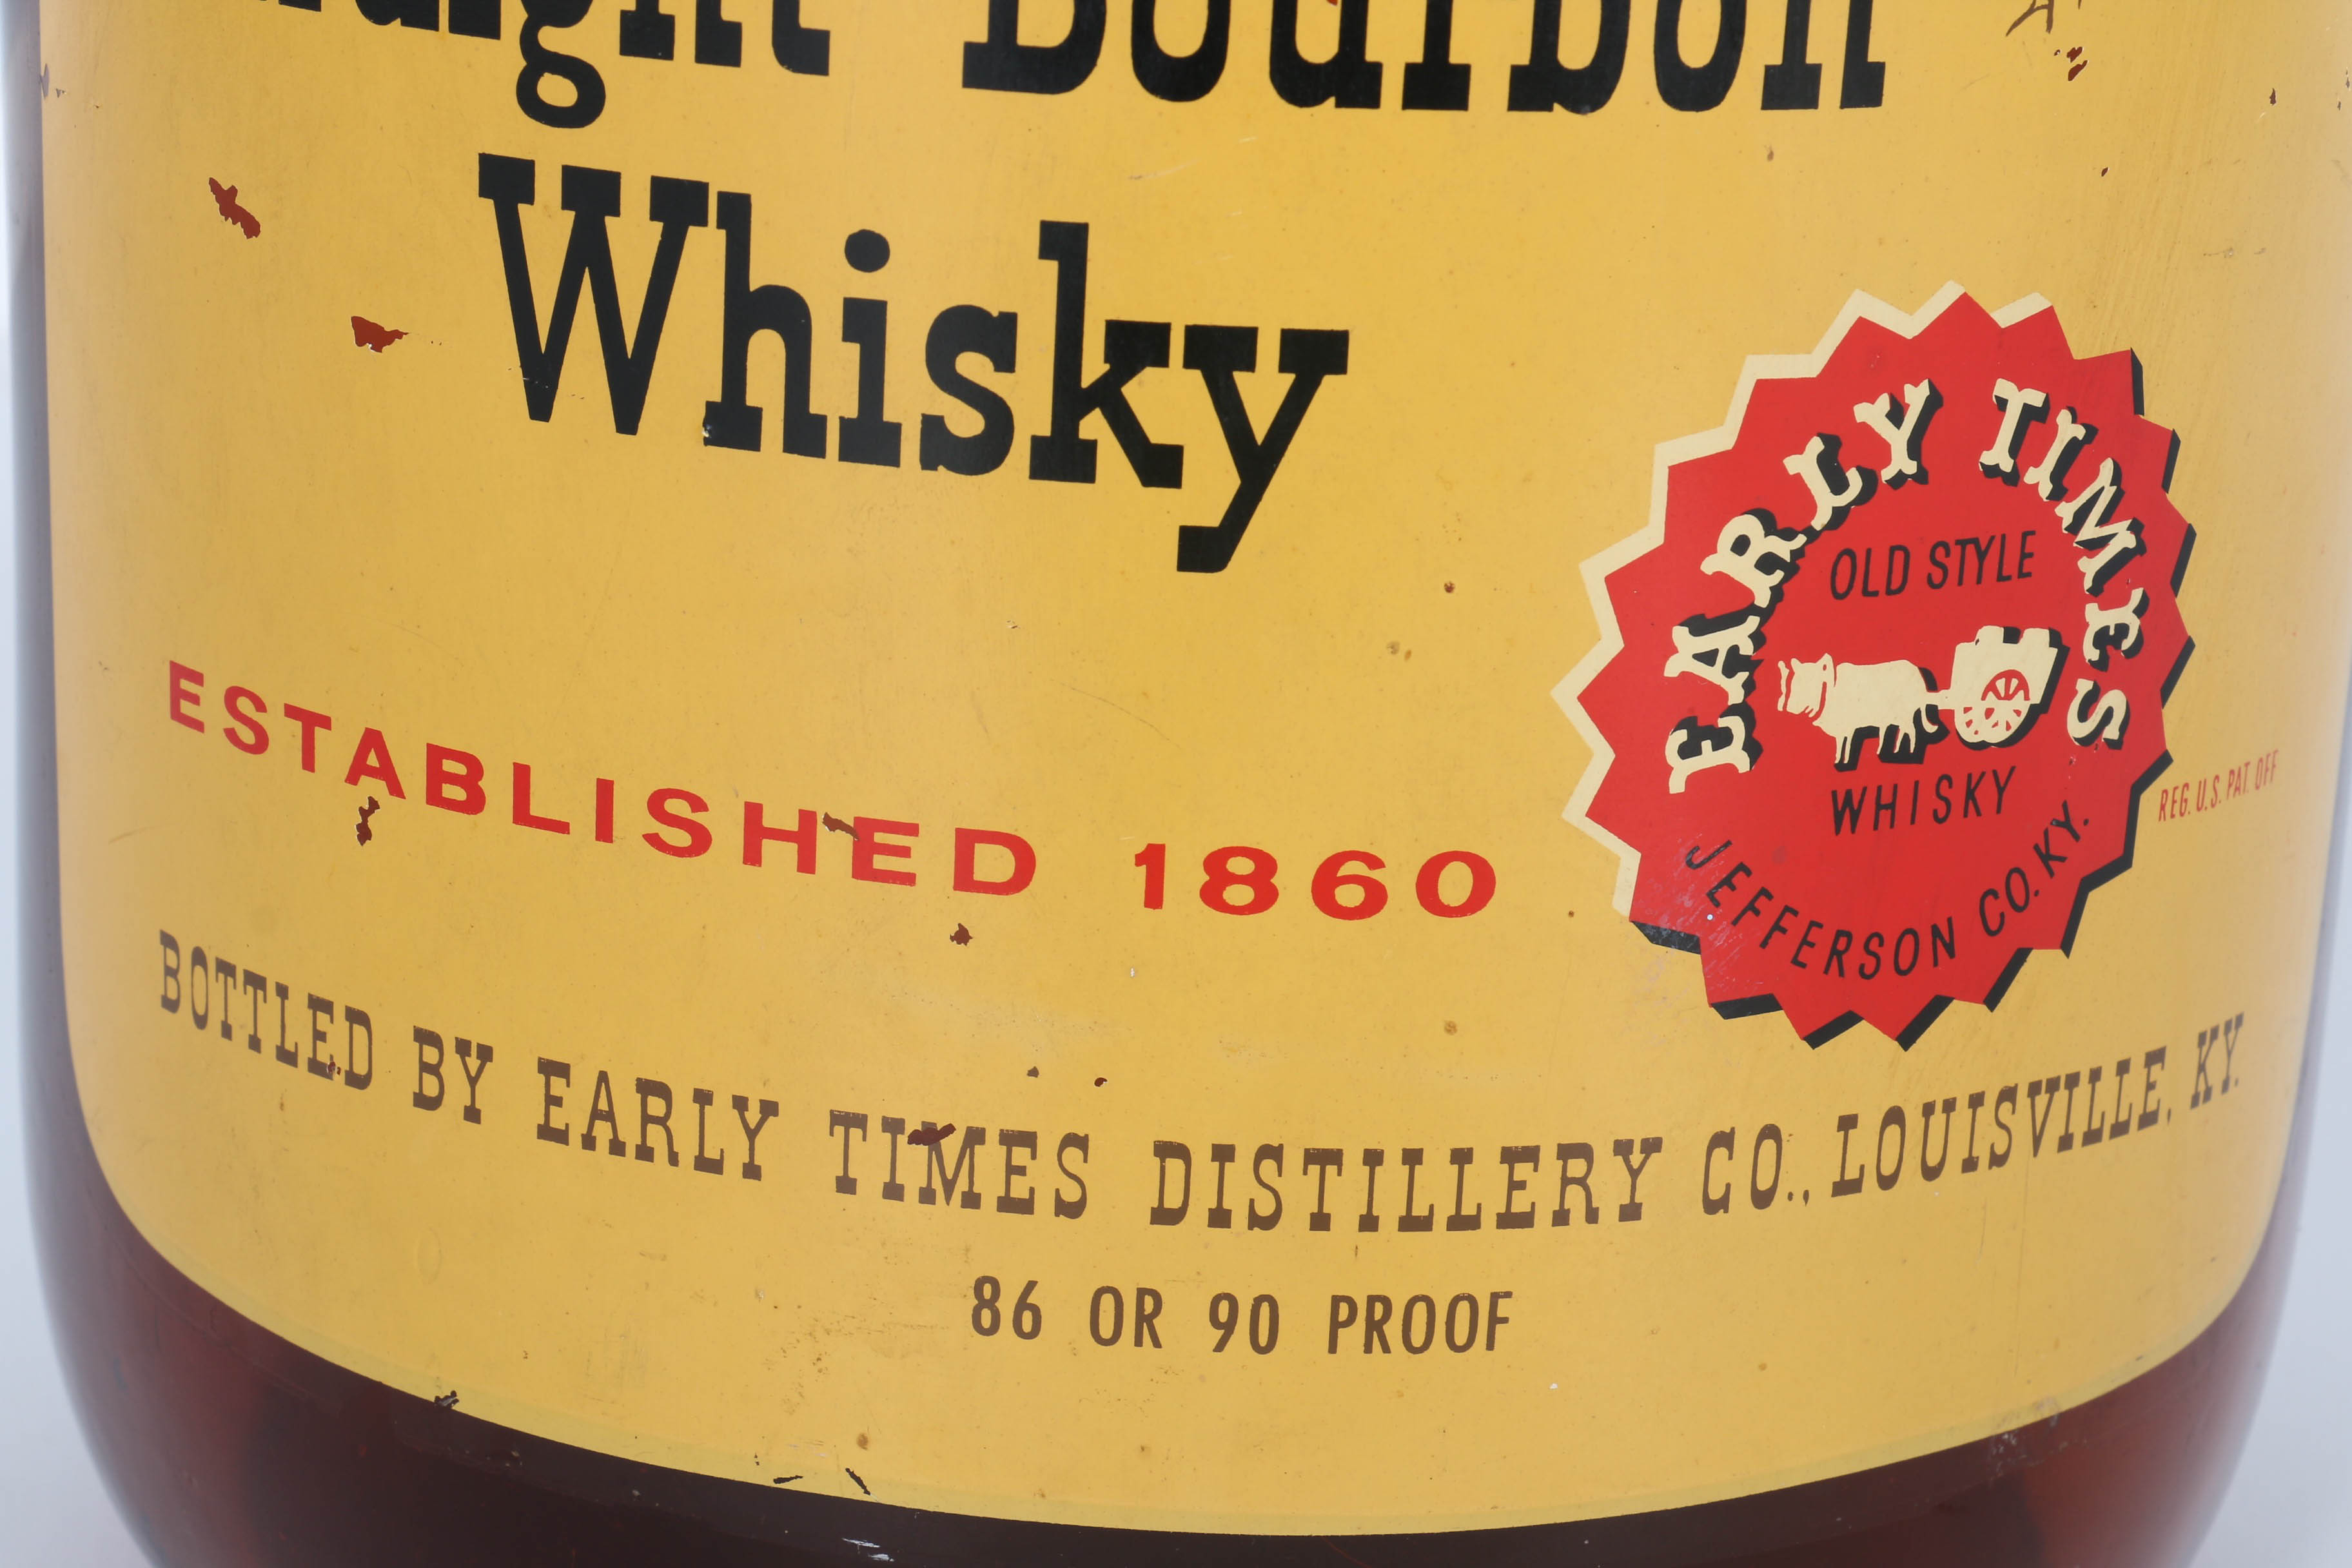 Bourbon
Whisky
EARLY TIMES
OLD STYLE
WHISKY
JEFFERSON CO. KY.
REG. U.S. PAT. OFF
ESTABLISHED 1860
BOTTLED BY EARLY TIMES DISTILLERY CO., LOUISVILLE, KY.
86 OR 90 PROOF